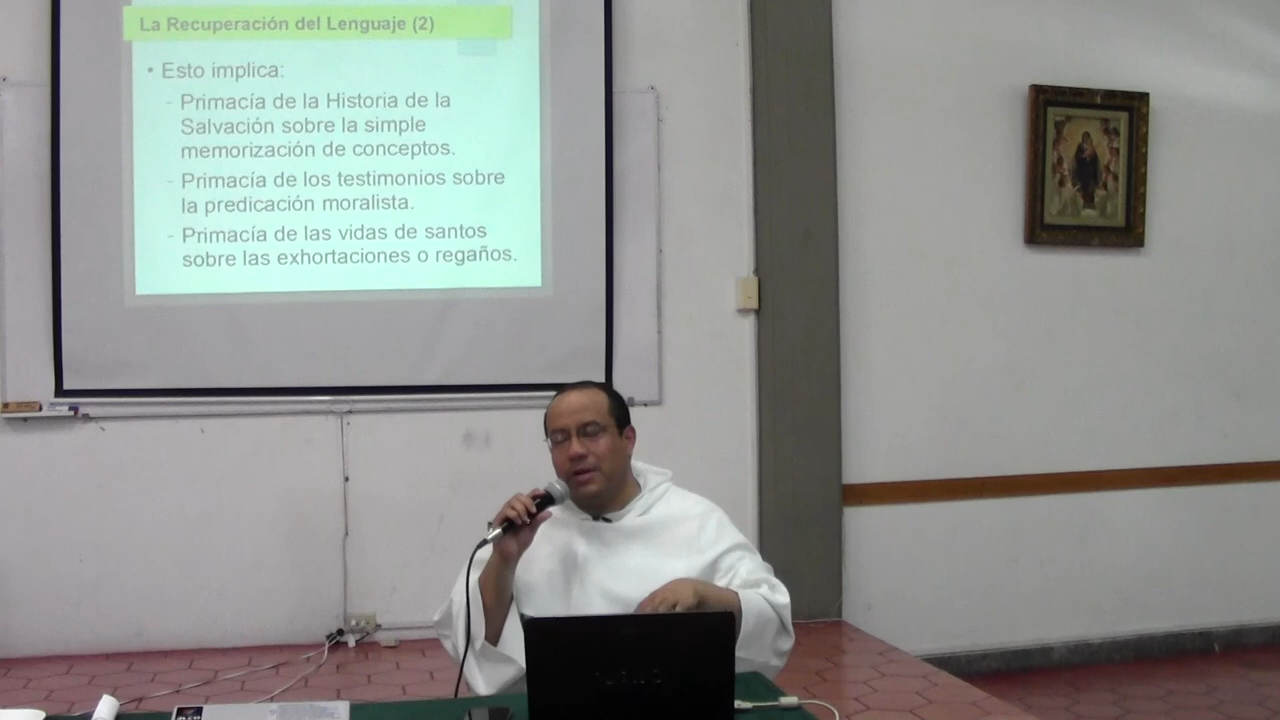 La Recuperación del Lenguaje (2)
• Esto implica:
- Primacía de la Historia de la
Salvación sobre la simple
memorización de conceptos.
- Primacía de los testimonios sobre
la predicación moralista.
- Primacía de las vidas de santos
sobre las exhortaciones o regaños.